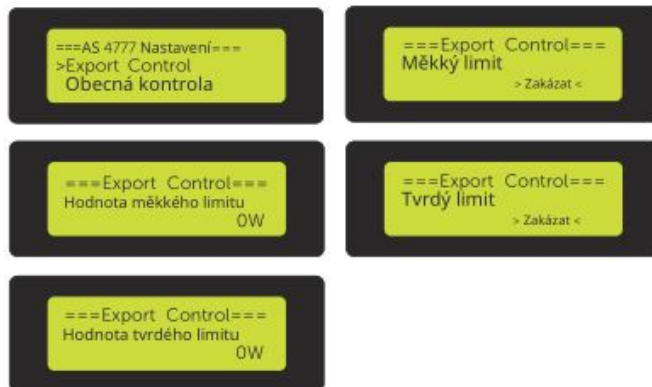 ===AS 4777 Nastavení===
>Export Control
Obecná kontrola
===Export Control===
Měkký limit
> Zakázat <
===Export Control===
Hodnota měkkého limitu
0W
===Export Control===
Tvrdý limit
> Zakázat <
===Export Control===
Hodnota tvrdého limitu
0W